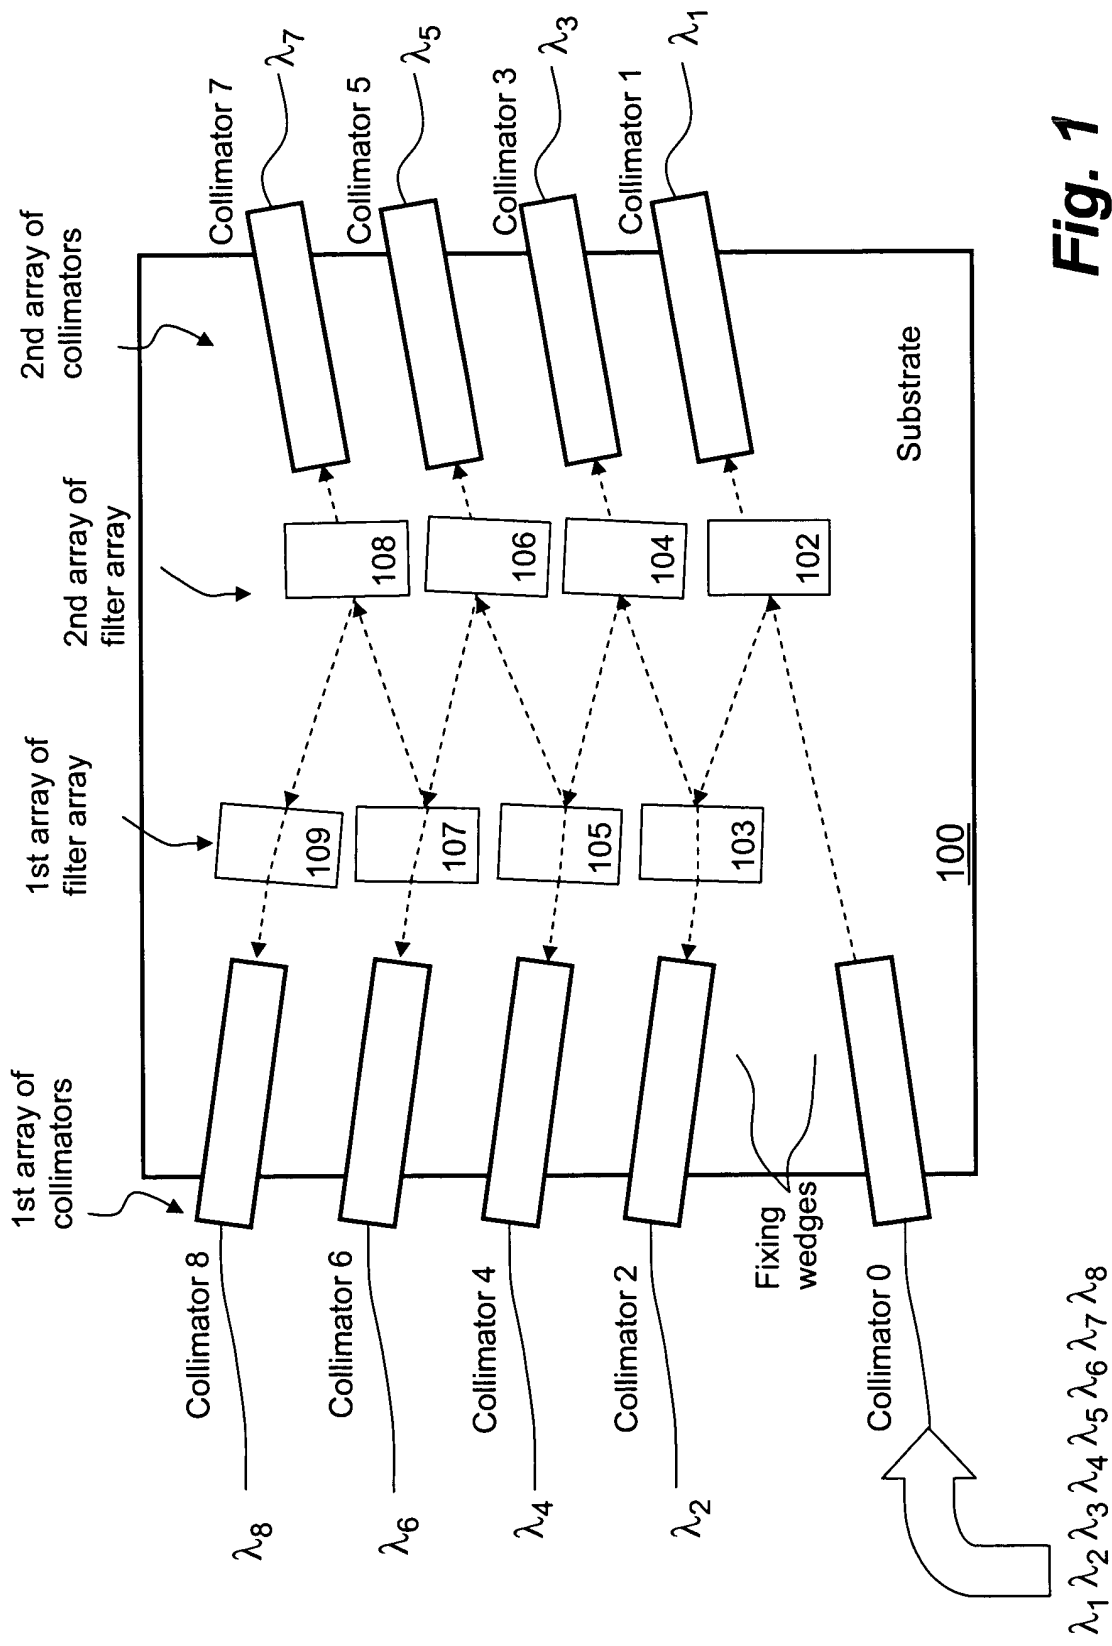 1st array of
collimators
1st array of
filter array
2nd array of
filter array
2nd array of
collimators
λ8
Collimator 8
109
108
Collimator 7
λ7
λ6
Collimator 6
107
106
Collimator 5
λ5
λ4
Collimator 4
105
104
Collimator 3
λ3
λ2
Collimator 2
103
102
Collimator 1
λ1
Fixing
wedges
Collimator 0
100
Substrate
λ1 λ2 λ3 λ4 λ5 λ6 λ7 λ8
Fig. 1